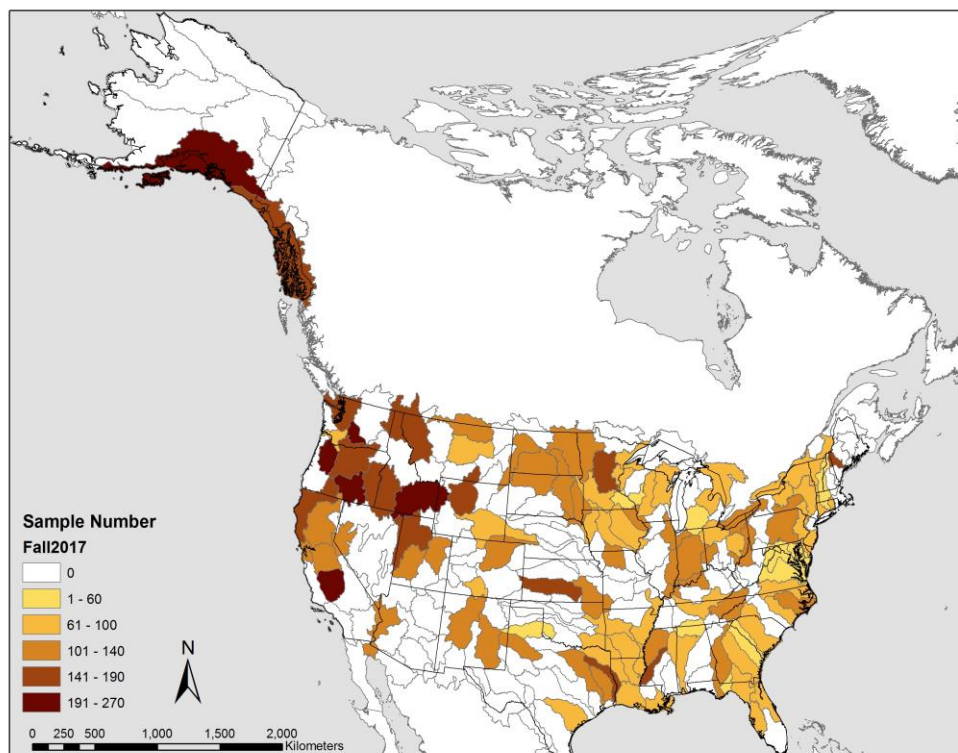 Sample Number
Fall2017
0
1 - 60
61 - 100
101 - 140
141 - 190
191 - 270
N
0 250 500 1,000 1,500 2,000
Kilometers